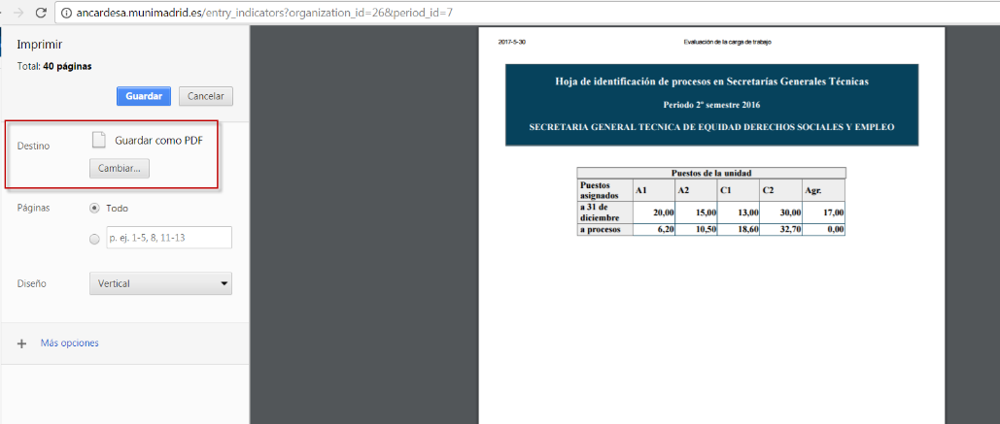 ancardesa.munimadrid.es/entry_indicators?organization_id=26&period_id=7
Imprimir
Total: 40 páginas
Guardar Cancelar
Destino Guardar como PDF
Cambiar...
Páginas Todo
p. ej. 1-5, 8, 11-13
Diseño Vertical
+ Más opciones
2017-5-30 Evaluación de la carga de trabajo
Hoja de identificación de procesos en Secretarías Generales Técnicas
Periodo 2º semestre 2016
SECRETARIA GENERAL TECNICA DE EQUIDAD DERECHOS SOCIALES Y EMPLEO
Puestos de la unidad
Puestos asignados A1 A2 C1 C2 Agr.
a 31 de diciembre 20,00 15,00 13,00 30,00 17,00
a procesos 6,20 10,50 18,60 32,70 0,00